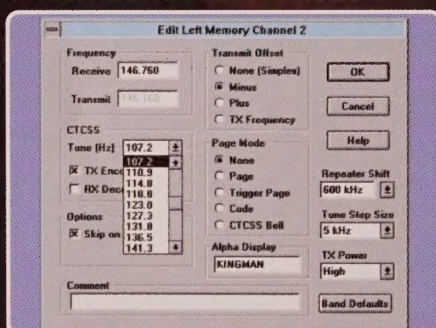 Edit Left Memory Channel 2
Frequency
Receive 146.760
Transmit 146.160
CTCSS
Tone (Hz) 107.2
107.2
110.9
114.8
118.8
123.0
127.3
131.8
136.5
141.3
TX Enco
RX Deco
Options
Skip on
Transmit Offset
None (Simplex)
Minus
Plus
TX Frequency
Page Mode
None
Page
Trigger Page
Code
CTCSS Bell
Alpha Display
KINGMAN
OK
Cancel
Help
Repeater Shift
600 kHz
Tune Step Size
5 kHz
TX Power
High
Comment
Band Defaults